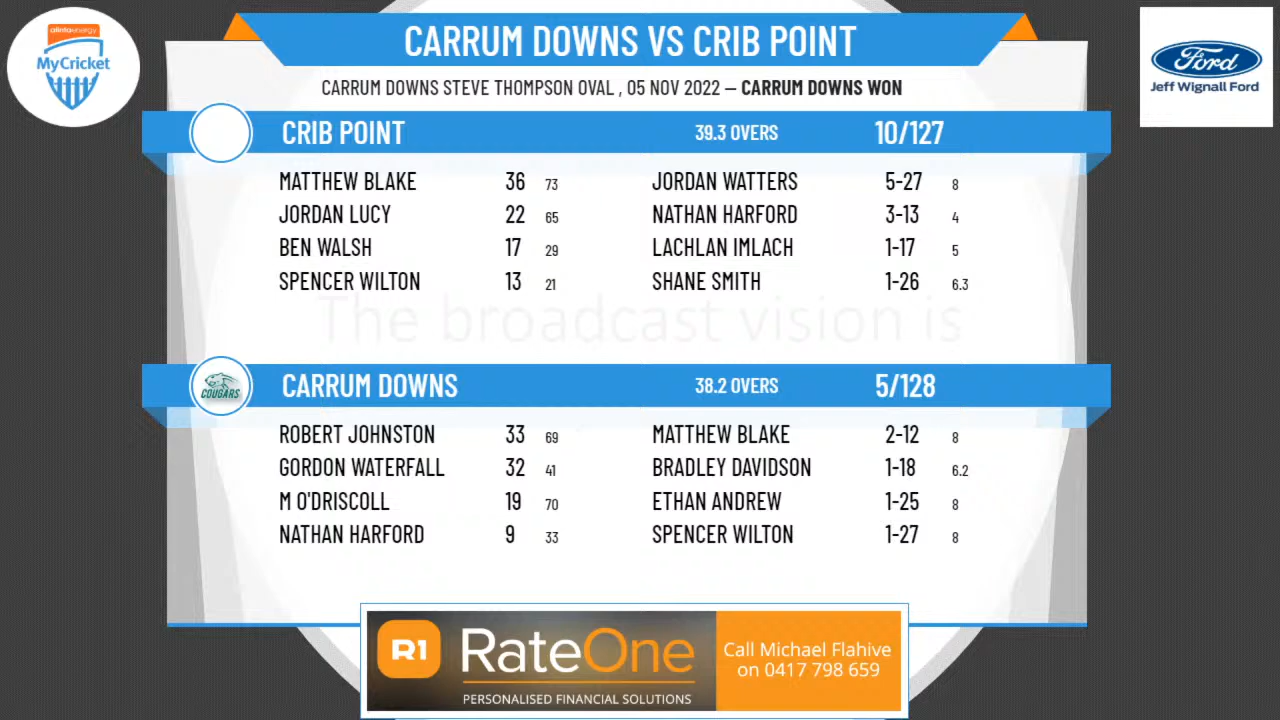 alintaenergy
MyCricket
CARRUM DOWNS VS CRIB POINT
Ford
Jeff Wignall Ford
CARRUM DOWNS STEVE THOMPSON OVAL , 05 NOV 2022 – CARRUM DOWNS WON
CRIB POINT 39.3 OVERS 10/127
MATTHEW BLAKE 36 73 JORDAN WATTERS 5-27 8
JORDAN LUCY 22 65 NATHAN HARFORD 3-13 4
BEN WALSH 17 29 LACHLAN IMLACH 1-17 5
SPENCER WILTON 13 21 SHANE SMITH 1-26 6.3
The broadcast vision is
COUGARS CARRUM DOWNS 38.2 OVERS 5/128
ROBERT JOHNSTON 33 69 MATTHEW BLAKE 2-12 8
GORDON WATERFALL 32 41 BRADLEY DAVIDSON 1-18 6.2
M O'DRISCOLL 19 70 ETHAN ANDREW 1-25 8
NATHAN HARFORD 9 33 SPENCER WILTON 1-27 8
R1 RateOne
PERSONALISED FINANCIAL SOLUTIONS
Call Michael Flahive
on 0417 798 659